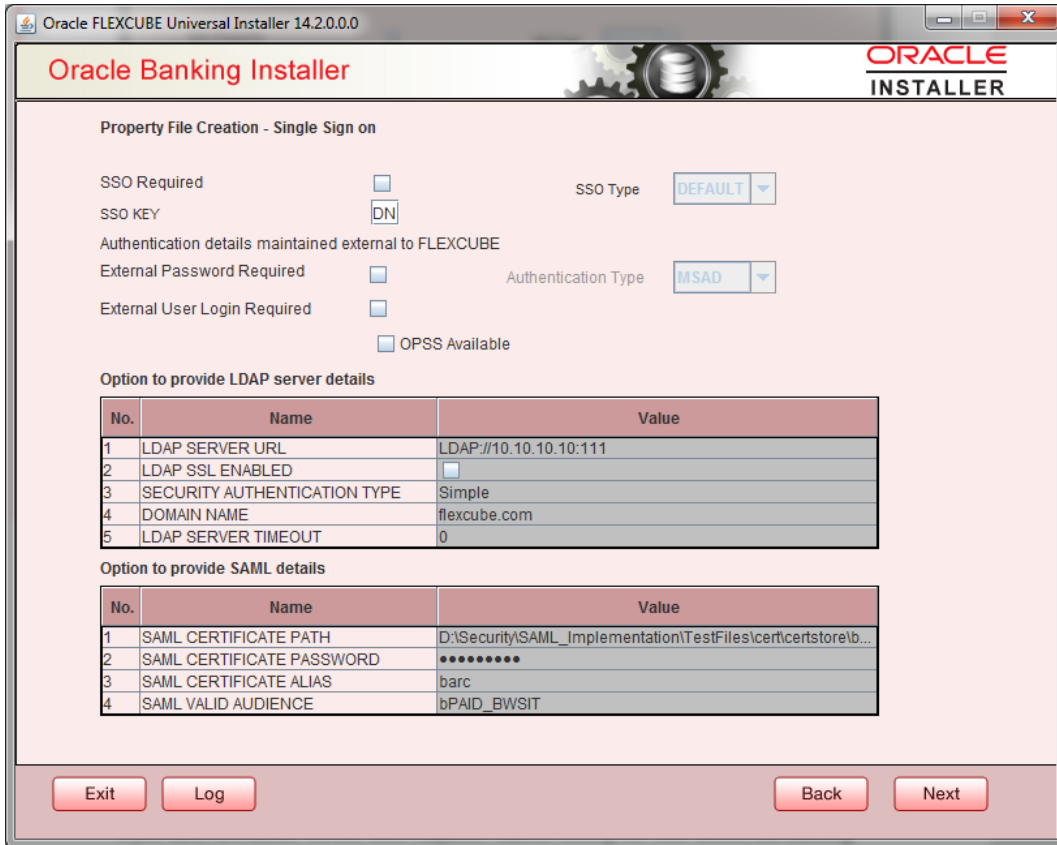 Oracle FLEXCUBE Universal Installer 14.2.0.0.0
Oracle Banking Installer
ORACLE
INSTALLER
Property File Creation - Single Sign on
SSO Required SSO Type DEFAULT
SSO KEY DN
Authentication details maintained external to FLEXCUBE
External Password Required Authentication Type MSAD
External User Login Required
OPSS Available
Option to provide LDAP server details
No. Name Value
1 LDAP SERVER URL LDAP://10.10.10.10:111
2 LDAP SSL ENABLED
3 SECURITY AUTHENTICATION TYPE Simple
4 DOMAIN NAME flexcube.com
5 LDAP SERVER TIMEOUT 0
Option to provide SAML details
No. Name Value
1 SAML CERTIFICATE PATH D:\Security\SAML_Implementation\TestFiles\cert\certstore\b...
2 SAML CERTIFICATE PASSWORD •••••••••
3 SAML CERTIFICATE ALIAS barc
4 SAML VALID AUDIENCE bPAID_BWSIT
Exit Log Back Next